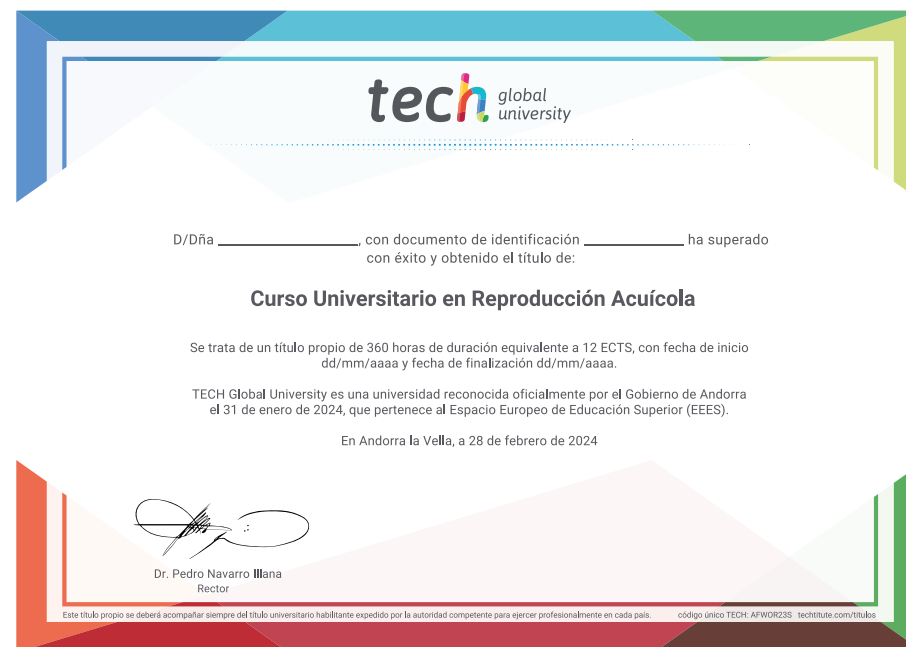 tech global university
D/Dña ____________________, con documento de identificación ______________ ha superado
con éxito y obtenido el título de:
Curso Universitario en Reproducción Acuícola
Se trata de un título propio de 360 horas de duración equivalente a 12 ECTS, con fecha de inicio
dd/mm/aaaa y fecha de finalización dd/mm/aaaa.
TECH Global University es una universidad reconocida oficialmente por el Gobierno de Andorra
el 31 de enero de 2024, que pertenece al Espacio Europeo de Educación Superior (EEES).
En Andorra la Vella, a 28 de febrero de 2024
Dr. Pedro Navarro Illana
Rector
Este título propio se deberá acompañar siempre del título universitario habilitante expedido por la autoridad competente para ejercer profesionalmente en cada país. código único TECH: AFWOR23S techtitute.com/titulos